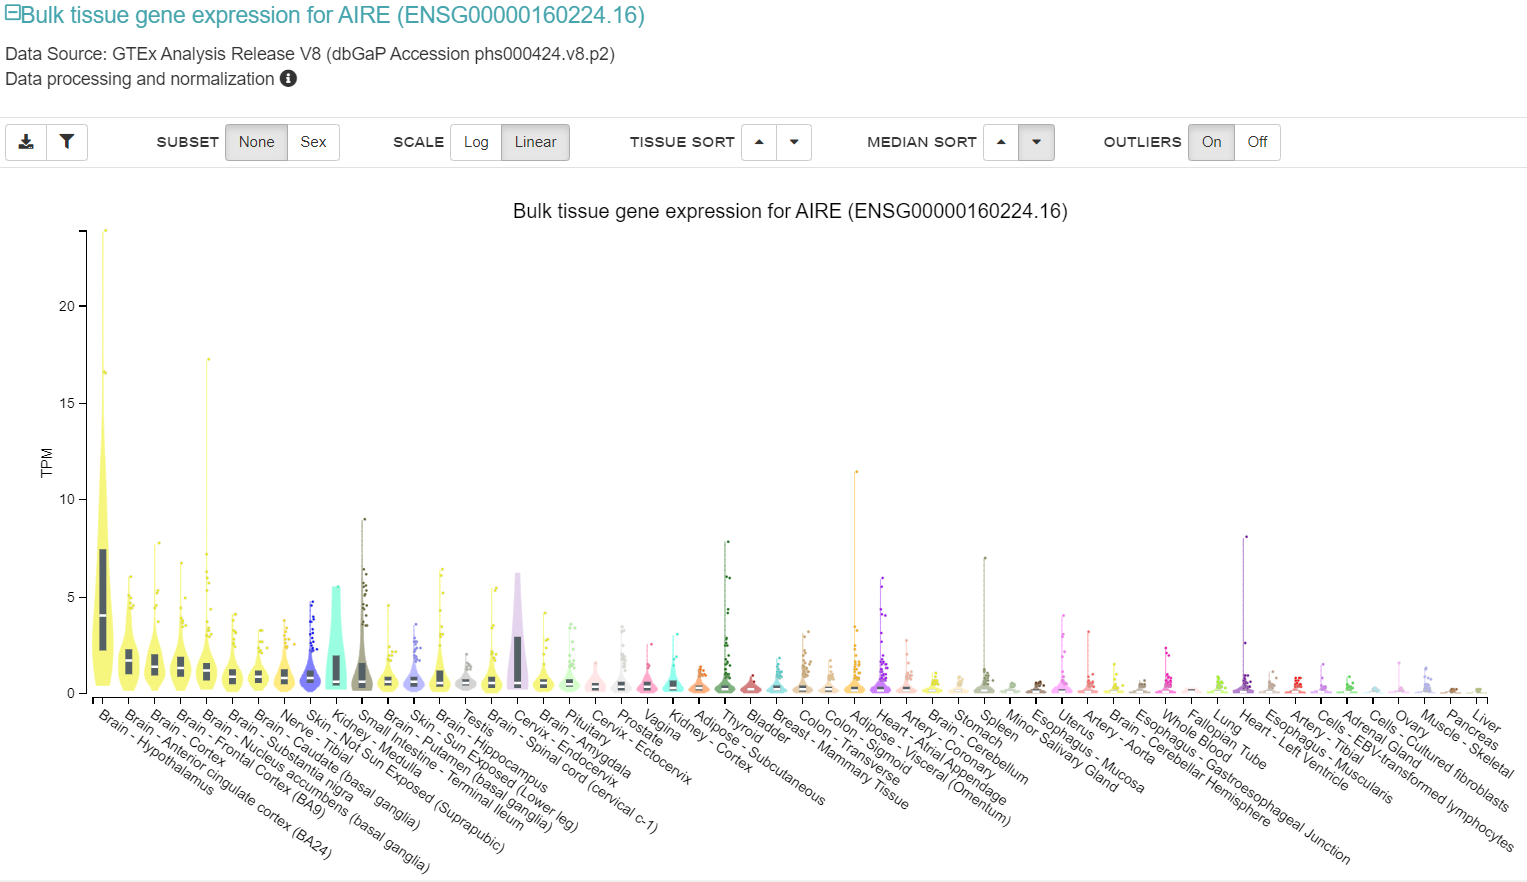 Bulk tissue gene expression for AIRE (ENSG00000160224.16)
Data Source: GTEx Analysis Release V8 (dbGaP Accession phs000424.v8.p2)
Data processing and normalization
SUBSET None Sex SCALE Log Linear TISSUE SORT MEDIAN SORT OUTLIERS On Off
Bulk tissue gene expression for AIRE (ENSG00000160224.16)
20
15
10
5
0
TPM
Brain - Hypothalamus
Brain - Anterior cingulate cortex (BA24)
Brain - Cortex
Brain - Frontal Cortex (BA9)
Brain - Nucleus accumbens (basal ganglia)
Brain - Substantia nigra
Brain - Caudate (basal ganglia)
Nerve - Tibial
Skin - Not Sun Exposed (Suprapubic)
Kidney - Medulla
Small Intestine - Terminal Ileum
Brain - Putamen (basal ganglia)
Skin - Sun Exposed (Lower leg)
Brain - Hippocampus
Testis
Brain - Spinal cord (cervical c-1)
Cervix - Endocervix
Brain - Amygdala
Pituitary
Cervix - Ectocervix
Prostate
Vagina
Kidney - Cortex
Adipose - Subcutaneous
Thyroid
Bladder
Breast - Mammary Tissue
Colon - Transverse
Colon - Sigmoid
Adipose - Visceral (Omentum)
Heart - Atrial Appendage
Artery - Coronary
Brain - Cerebellum
Stomach
Spleen
Minor Salivary Gland
Esophagus - Mucosa
Uterus
Artery - Aorta
Brain - Cerebellar Hemisphere
Esophagus - Gastroesophageal Junction
Whole Blood
Fallopian Tube
Lung
Heart - Left Ventricle
Esophagus - Muscularis
Artery - Tibial
Cells - EBV-transformed lymphocytes
Adrenal Gland
Cells - Cultured fibroblasts
Ovary
Muscle - Skeletal
Pancreas
Liver